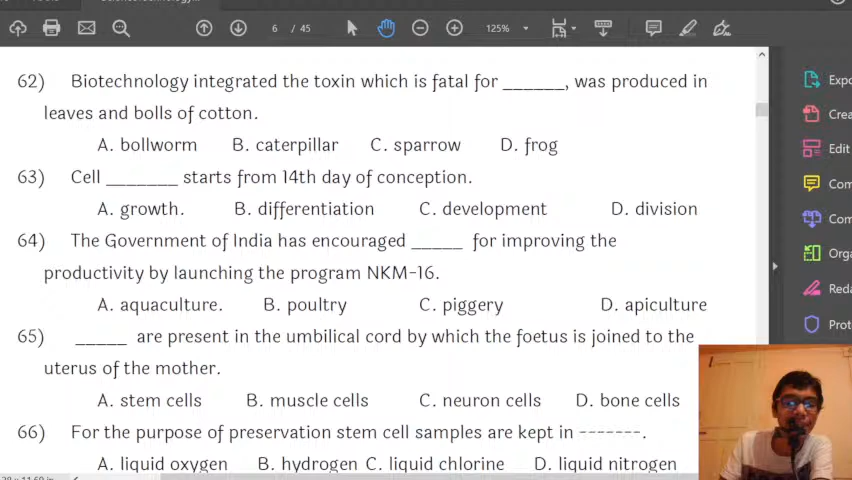 6 / 45
125%
62) Biotechnology integrated the toxin which is fatal for ______, was produced in
leaves and bolls of cotton.
A. bollworm B. caterpillar C. sparrow D. frog
63) Cell _______ starts from 14th day of conception.
A. growth. B. differentiation C. development D. division
64) The Government of India has encouraged _____ for improving the
productivity by launching the program NKM-16.
A. aquaculture. B. poultry C. piggery D. apiculture
65) _____ are present in the umbilical cord by which the foetus is joined to the
uterus of the mother.
A. stem cells B. muscle cells C. neuron cells D. bone cells
66) For the purpose of preservation stem cell samples are kept in -------.
A. liquid oxygen B. hydrogen C. liquid chlorine D. liquid nitrogen
Expo
Crea
Edit
Com
Com
Orga
Reda
Prot